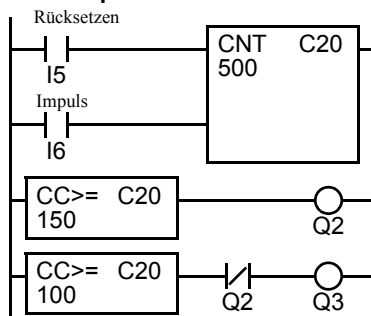 Rücksetzen
CNT C20
500
I5
Impuls
I6
CC>= C20
150
Q2
CC>= C20
100
Q2 Q3